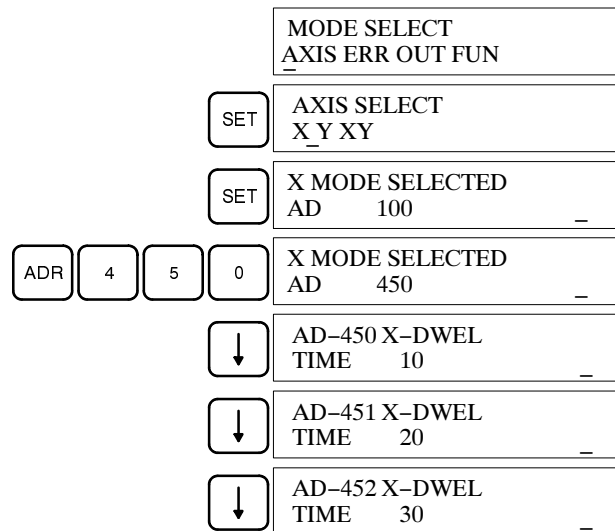 MODE SELECT
AXIS ERR OUT FUN
SET
AXIS SELECT
X_Y XY
SET
X MODE SELECTED
AD 100 _
ADR 4 5 0
X MODE SELECTED
AD 450 _
↓
AD-450 X-DWEL
TIME 10 _
↓
AD-451 X-DWEL
TIME 20 _
↓
AD-452 X-DWEL
TIME 30 _